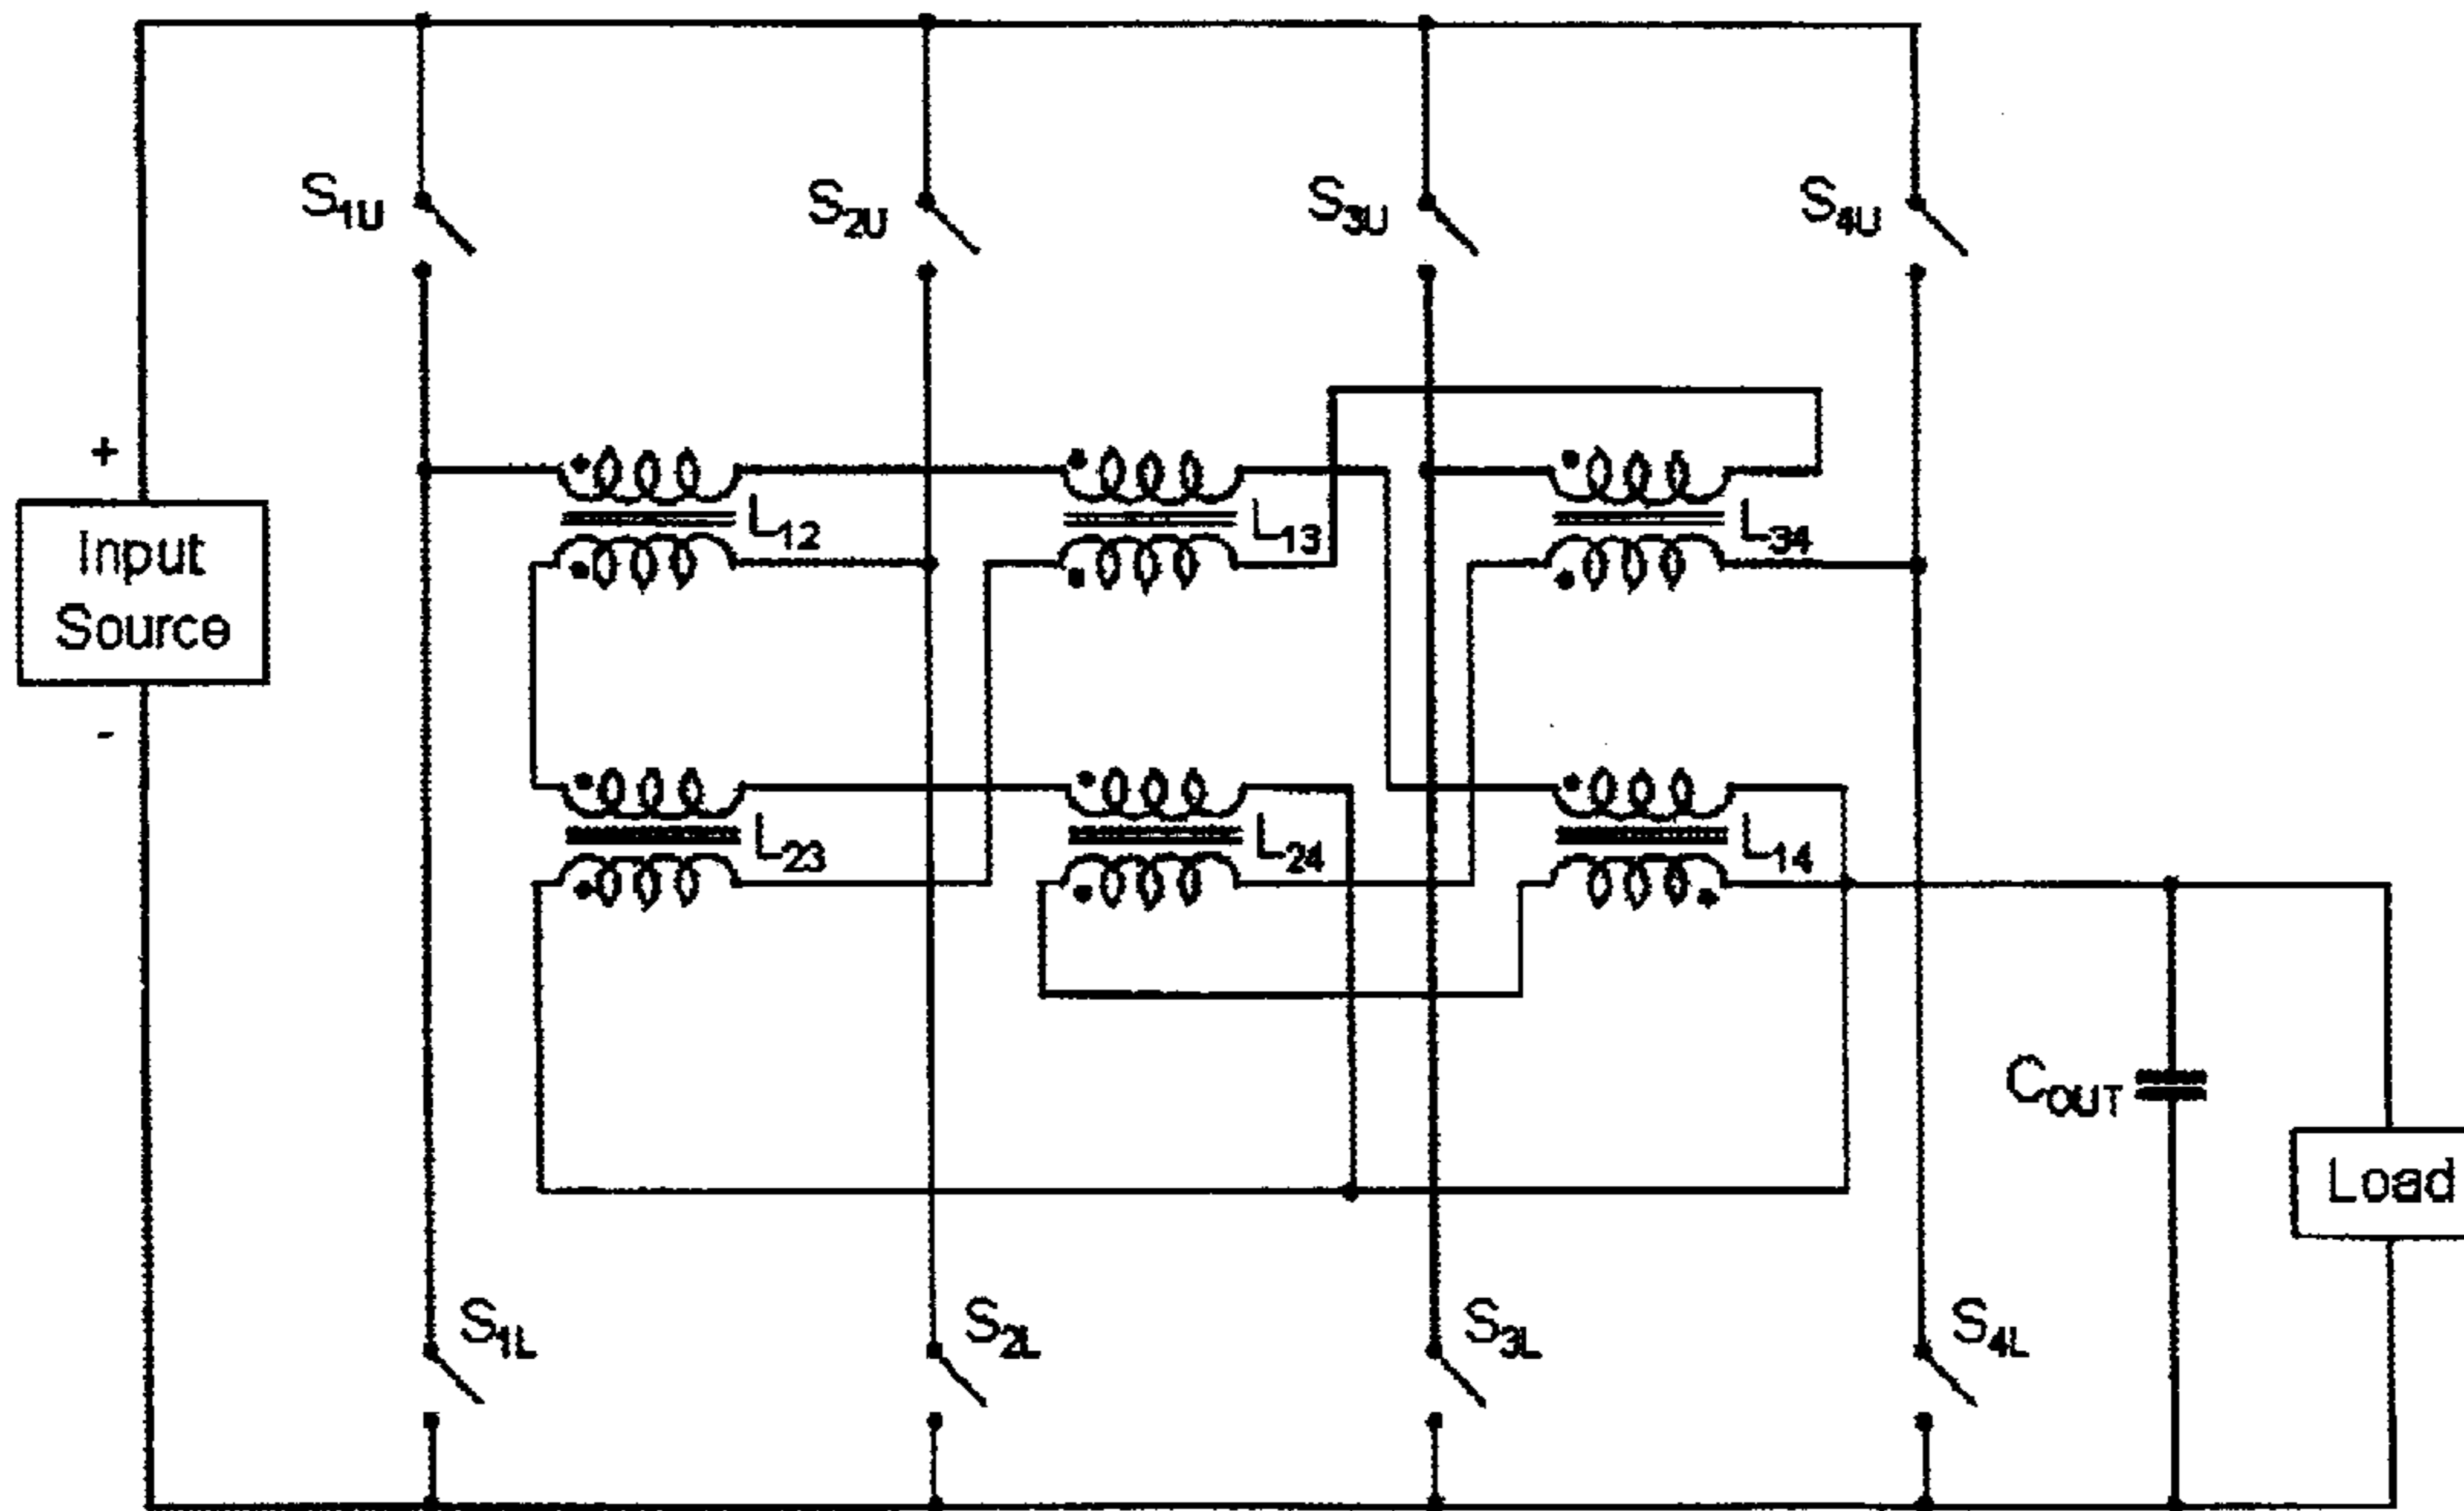 S1U
S2U
S3U
S4U
+
Input
Source
-
L12
L13
L34
L23
L24
L14
COUT
Load
S1L
S2L
S3L
S4L